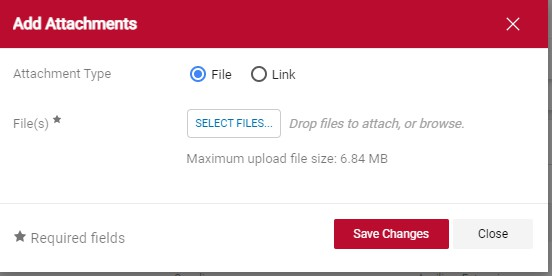 Add Attachments
Attachment Type File Link
File(s) ★ SELECT FILES... Drop files to attach, or browse.
Maximum upload file size: 6.84 MB
★ Required fields Save Changes Close